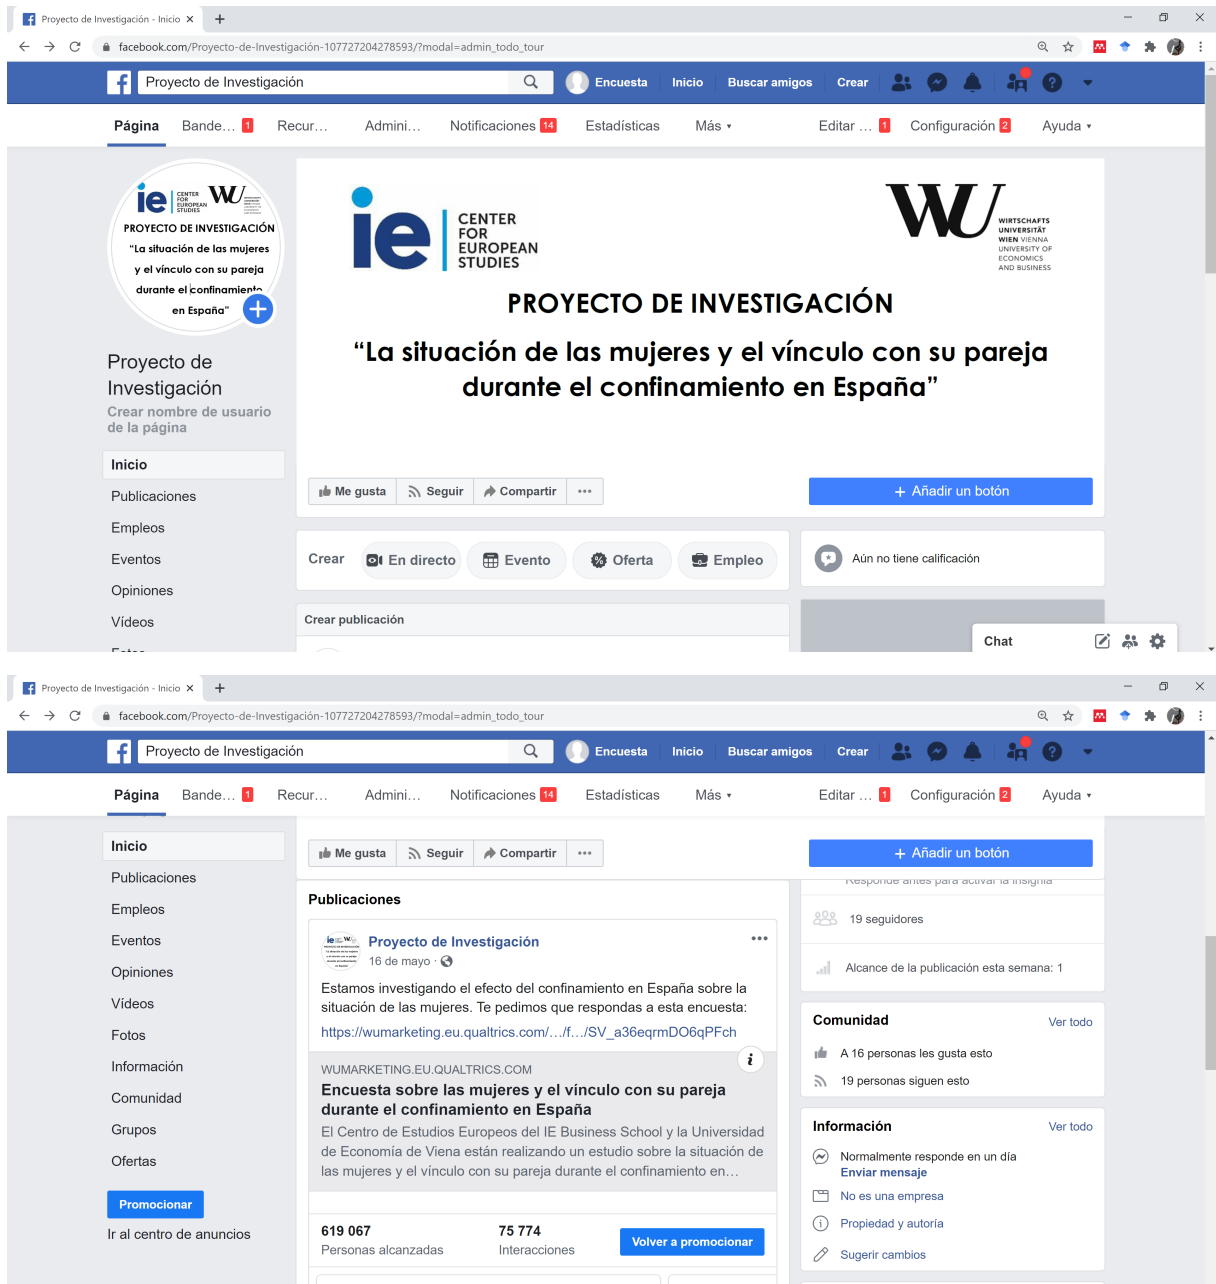 Proyecto de Investigación - Inicio
facebook.com/Proyecto-de-Investigación-107727204278593/?modal=admin_todo_tour
Proyecto de Investigación
Encuesta Inicio Buscar amigos Crear
Página Bande... 1 Recur... Admini... Notificaciones 14 Estadísticas Más Editar ... 1 Configuración 2 Ayuda
ie CENTER FOR EUROPEAN STUDIES WU
PROYECTO DE INVESTIGACIÓN
“La situación de las mujeres
y el vínculo con su pareja
durante el confinamiento
en España”
Proyecto de
Investigación
Crear nombre de usuario
de la página
Inicio
Publicaciones
Empleos
Eventos
Opiniones
Vídeos
Fotos
ie
CENTER
FOR
EUROPEAN
STUDIES
WU
WIRTSCHAFTS
UNIVERSITÄT
WIEN VIENNA
UNIVERSITY OF
ECONOMICS
AND BUSINESS
PROYECTO DE INVESTIGACIÓN
“La situación de las mujeres y el vínculo con su pareja
durante el confinamiento en España”
Me gusta Seguir Compartir ...
+ Añadir un botón
Crear En directo Evento Oferta Empleo
Aún no tiene calificación
Crear publicación
Chat
Proyecto de Investigación - Inicio
facebook.com/Proyecto-de-Investigación-107727204278593/?modal=admin_todo_tour
Proyecto de Investigación
Encuesta Inicio Buscar amigos Crear
Página Bande... 1 Recur... Admini... Notificaciones 14 Estadísticas Más Editar ... 1 Configuración 2 Ayuda
Inicio
Publicaciones
Empleos
Eventos
Opiniones
Vídeos
Fotos
Información
Comunidad
Grupos
Ofertas
Promocionar
Ir al centro de anuncios
Me gusta Seguir Compartir ...
+ Añadir un botón
Publicaciones
Proyecto de Investigación
16 de mayo ·
Estamos investigando el efecto del confinamiento en España sobre la
situación de las mujeres. Te pedimos que respondas a esta encuesta:
https://wumarketing.eu.qualtrics.com/…/f…/SV_a36eqrmDO6qPFch
WUMARKETING.EU.QUALTRICS.COM
Encuesta sobre las mujeres y el vínculo con su pareja
durante el confinamiento en España
El Centro de Estudios Europeos del IE Business School y la Universidad
de Economía de Viena están realizando un estudio sobre la situación de
las mujeres y el vínculo con su pareja durante el confinamiento en…
619 067 75 774
Personas alcanzadas Interacciones
Volver a promocionar
Responde antes para activar la insignia
19 seguidores
Alcance de la publicación esta semana: 1
Comunidad Ver todo
A 16 personas les gusta esto
19 personas siguen esto
Información Ver todo
Normalmente responde en un día
Enviar mensaje
No es una empresa
Propiedad y autoría
Sugerir cambios